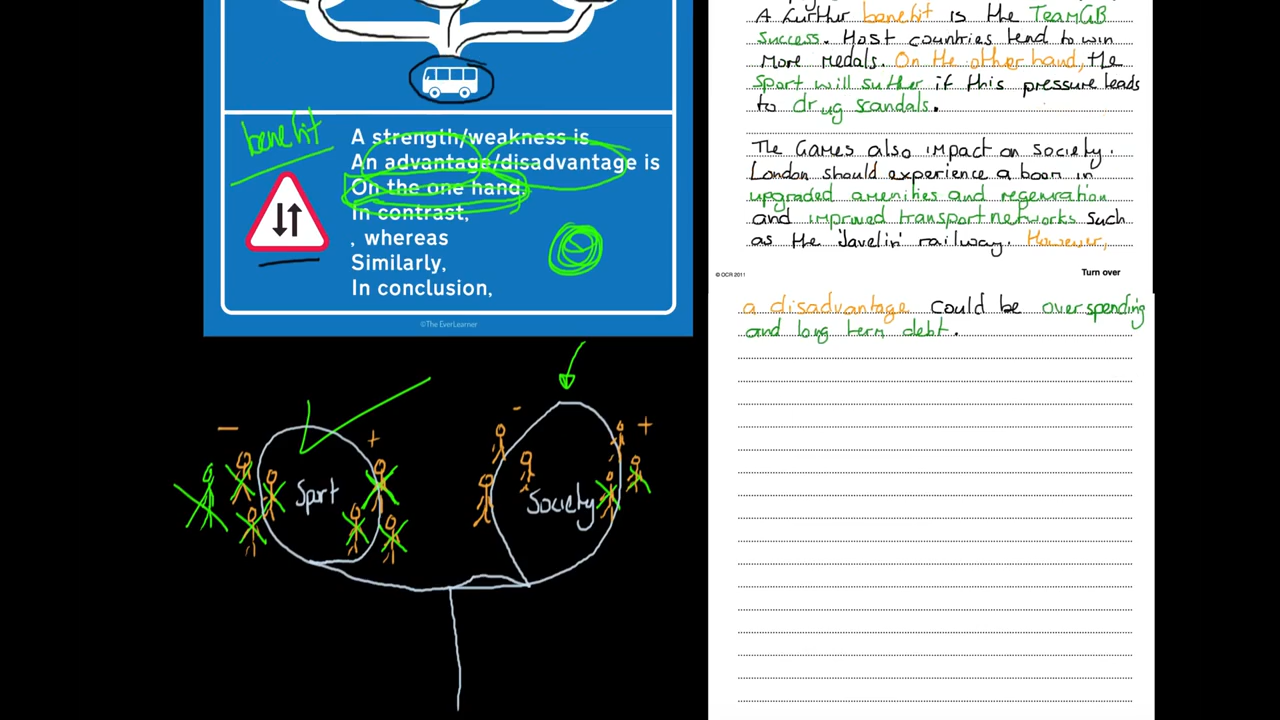 benefit
A strength/weakness is
An advantage/disadvantage is
On the one hand,
In contrast,
, whereas
Similarly,
In conclusion,
©The EverLearner
Sport
Society
A further benefit is the TeamGB
success. Host countries tend to win
more medals. On the other hand, the
sport will suffer if this pressure leads
to drug scandals.
The Games also impact on society.
London should experience a boom in
upgraded amenities and regeneration
and improved transport networks such
as the 'Javelin' railway. However,
© OCR 2011
Turn over
a disadvantage could be overspending
and long term debt.